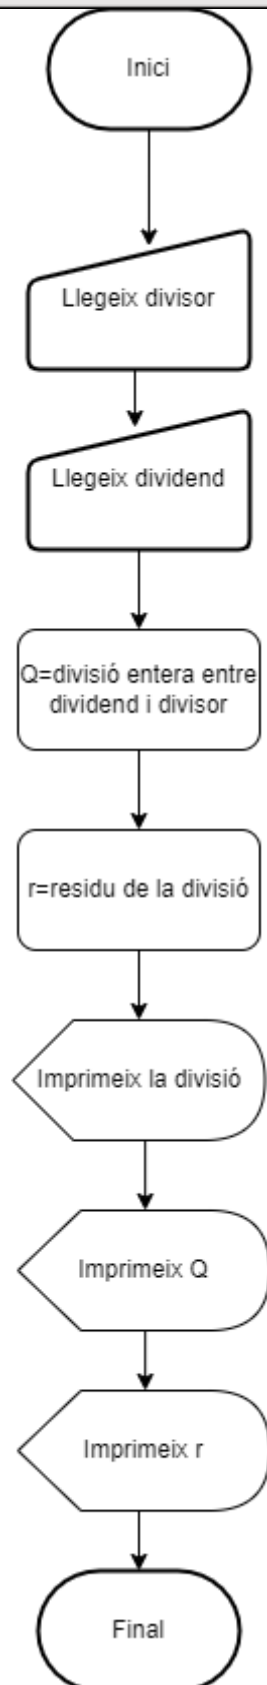 Inici
Llegeix divisor
Llegeix dividend
Q=divisió entera entre
dividend i divisor
r=residu de la divisió
Imprimeix la divisió
Imprimeix Q
Imprimeix r
Final